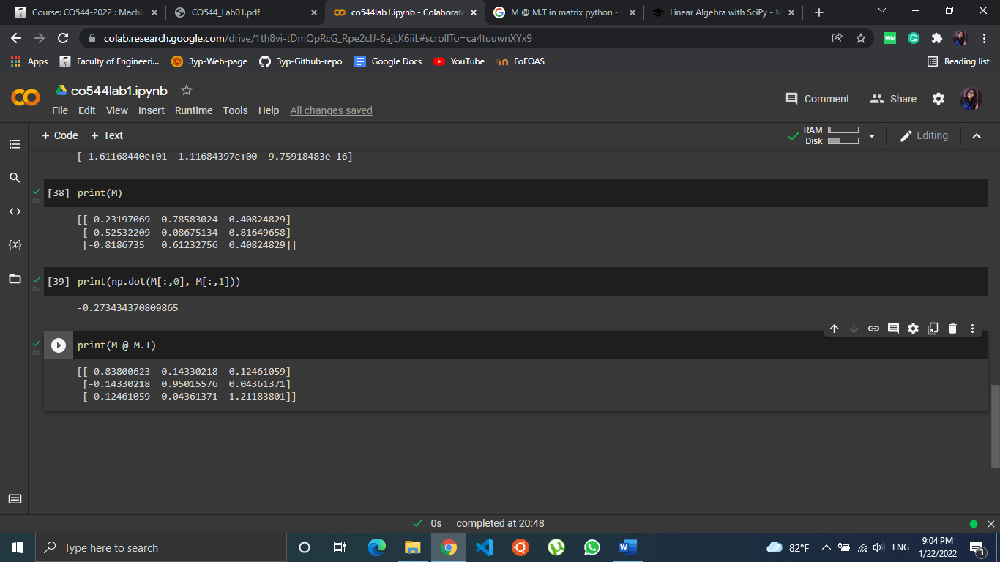 Course: CO544-2022 : Machi
CO544_Lab01.pdf
co544lab1.ipynb - Colaborato
M @ M.T in matrix python -
Linear Algebra with SciPy - M
colab.research.google.com/drive/1th8vi-tDmQpRcG_Rpe2cIJ-6ajLK6iiL#scrollTo=ca4tuuwnXYx9
WM
G
Apps
Faculty of Engineeri...
3yp-Web-page
3yp-Github-repo
Google Docs
YouTube
in
FoEOAS
Reading list
co544lab1.ipynb
Comment
Share
File Edit View Insert Runtime Tools Help All changes saved
+ Code + Text
RAM
Disk
Editing
[ 1.61168440e+01 -1.11684397e+00 -9.75918483e-16]
[38] print(M)
0s
[[-0.23197069 -0.78583024  0.40824829]
[-0.52532209 -0.08675134 -0.81649658]
[-0.8186735   0.61232756  0.40824829]]
{x}
[39] print(np.dot(M[:,0], M[:,1]))
0s
-0.273434370809865
print(M @ M.T)
0s
[[ 0.83800623 -0.14330218 -0.12461059]
[-0.14330218  0.95015576  0.04361371]
[-0.12461059  0.04361371  1.21183801]]
0s completed at 20:48
Type here to search
82°F
ENG
9:04 PM
1/22/2022
3